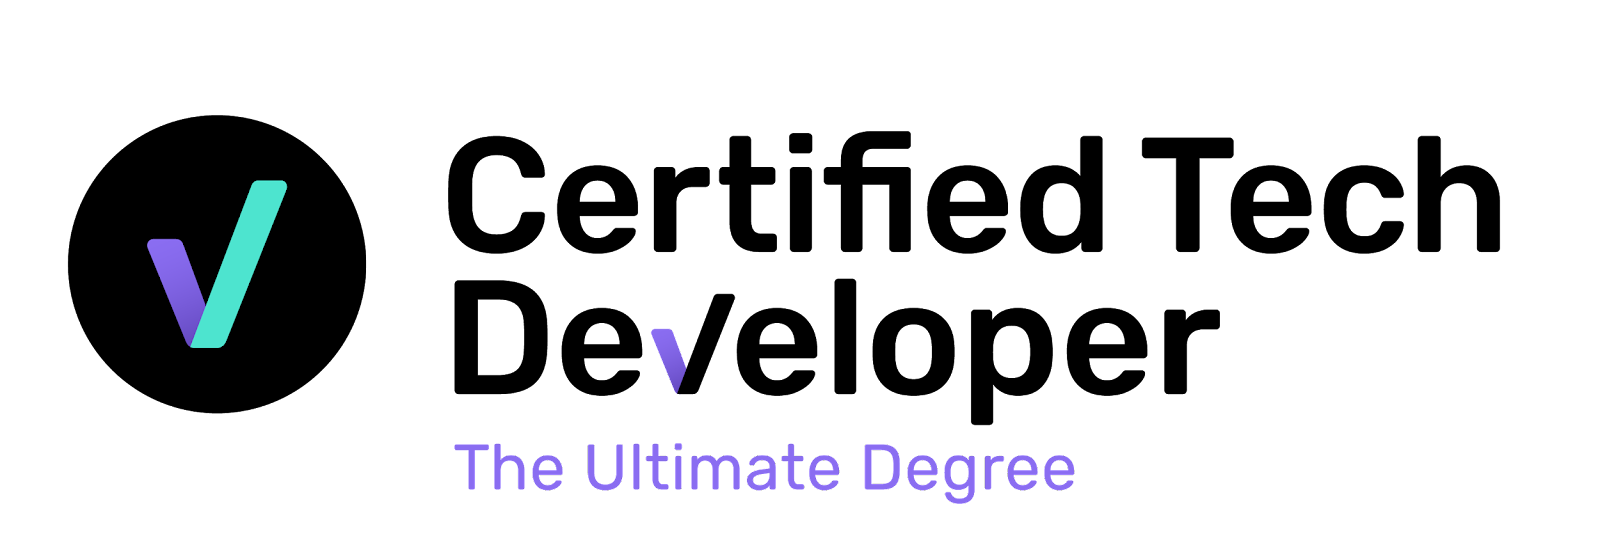 Certified Tech
Developer
The Ultimate Degree